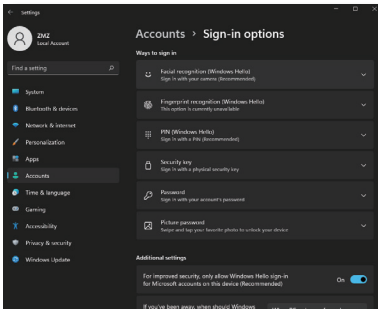 Settings
ZMZ
Local Account
Find a setting
System
Bluetooth & devices
Network & internet
Personalization
Apps
Accounts
Time & language
Gaming
Accessibility
Privacy & security
Windows Update
Accounts > Sign-in options
Ways to sign in
Facial recognition (Windows Hello)
Sign in with your camera (Recommended)
Fingerprint recognition (Windows Hello)
This option is currently unavailable
PIN (Windows Hello)
Sign in with a PIN (Recommended)
Security key
Sign in with a physical security key
Password
Sign in with your account's password
Picture password
Swipe and tap your favorite photo to unlock your device
Additional settings
For improved security, only allow Windows Hello sign-in
for Microsoft accounts on this device (Recommended)
On
If you've been away, when should Windows